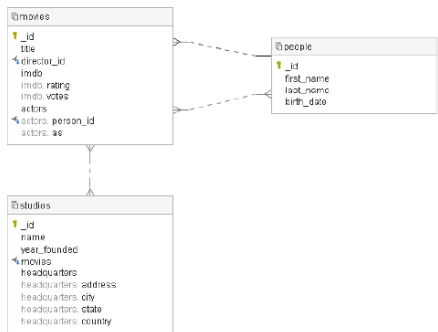 movies
_id
title
director_id
imdb
imdb. rating
imdb. votes
actors
actors. person_id
actors. as
people
_id
first_name
last_name
birth_date
studios
_id
name
year_founded
movies
headquarters
headquarters. address
headquarters. city
headquarters. state
headquarters. country